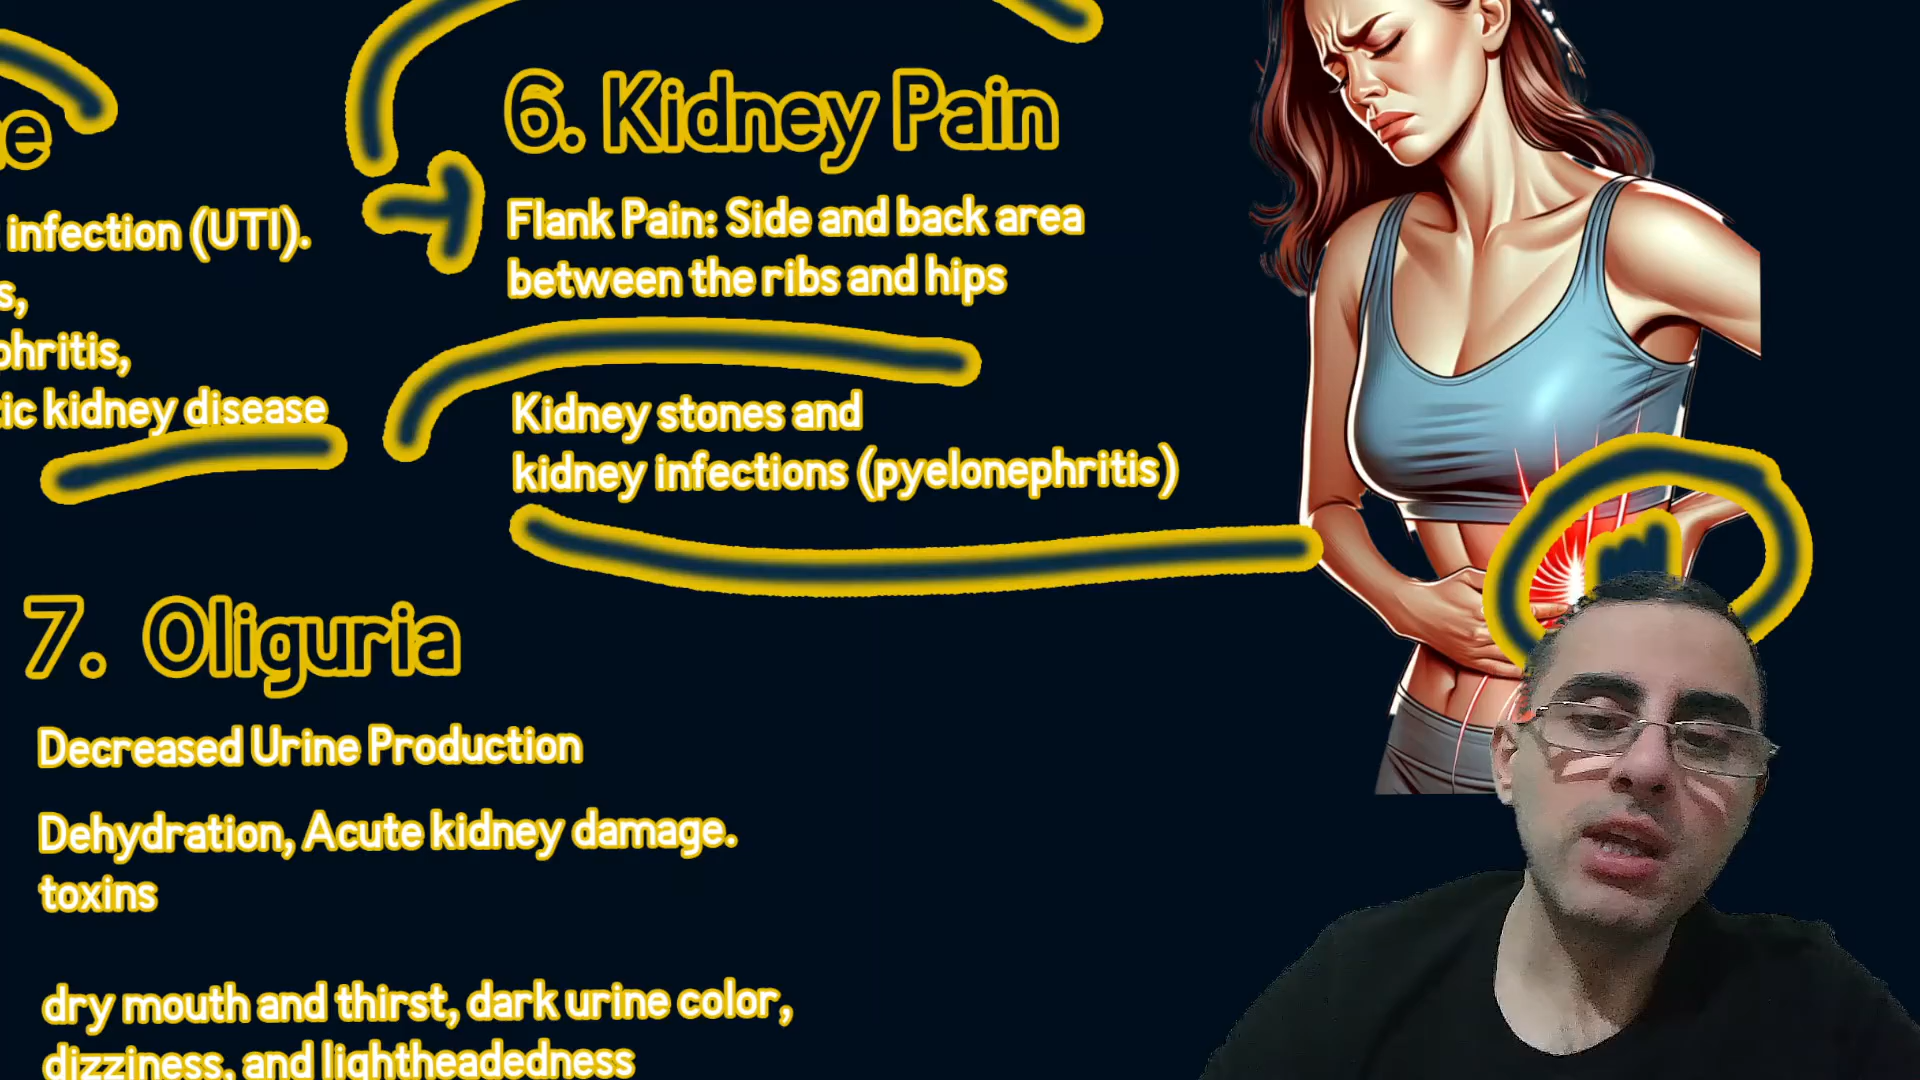 6. Kidney Pain
Flank Pain: Side and back area
between the ribs and hips
Kidney stones and
kidney infections (pyelonephritis)
infection (UTI).
kidney disease
7. Oliguria
Decreased Urine Production
Dehydration, Acute kidney damage.
toxins
dry mouth and thirst, dark urine color,
dizziness, and lightheadedness